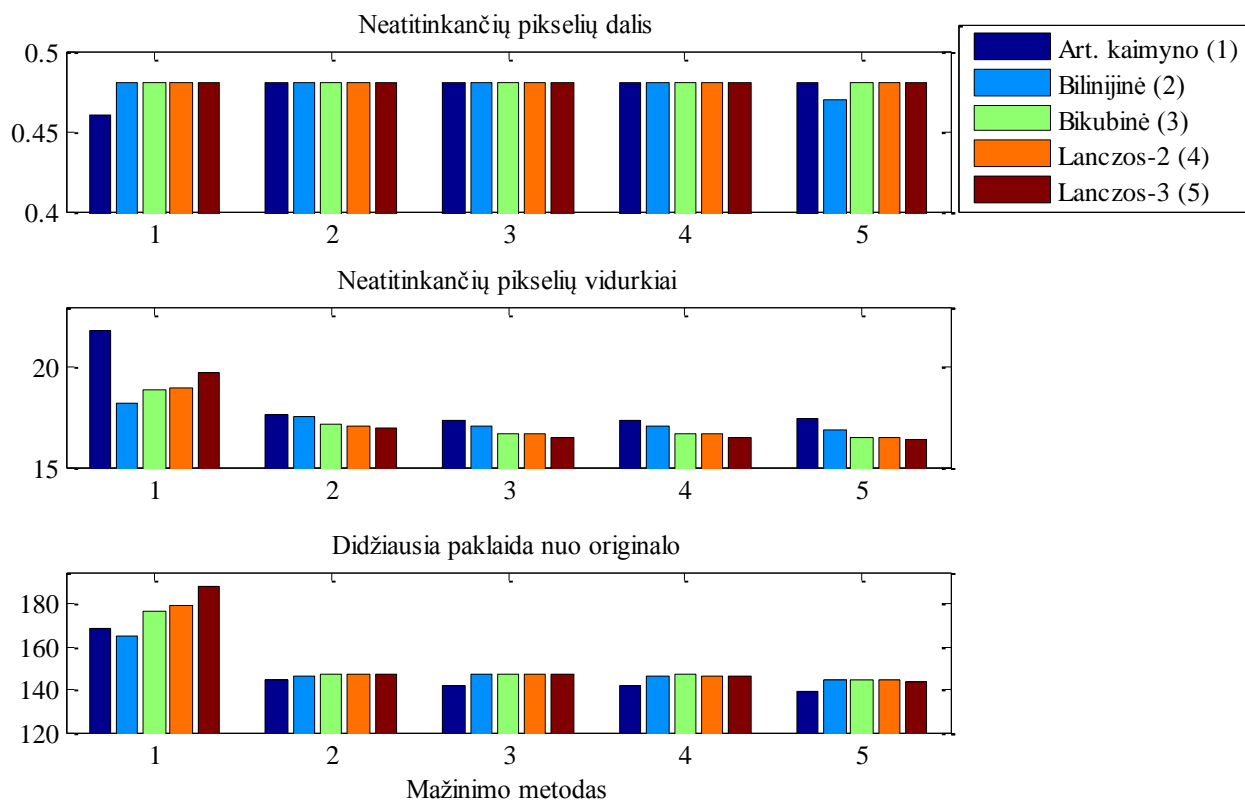 Neatitinkančių pikselių dalis
0.5
0.45
0.4
1 2 3 4 5
Art. kaimyno (1)
Bilinijinė (2)
Bikubinė (3)
Lanczos-2 (4)
Lanczos-3 (5)
Neatitinkančių pikselių vidurkiai
20
15
1 2 3 4 5
Didžiausia paklaida nuo originalo
180
160
140
120
1 2 3 4 5
Mažinimo metodas